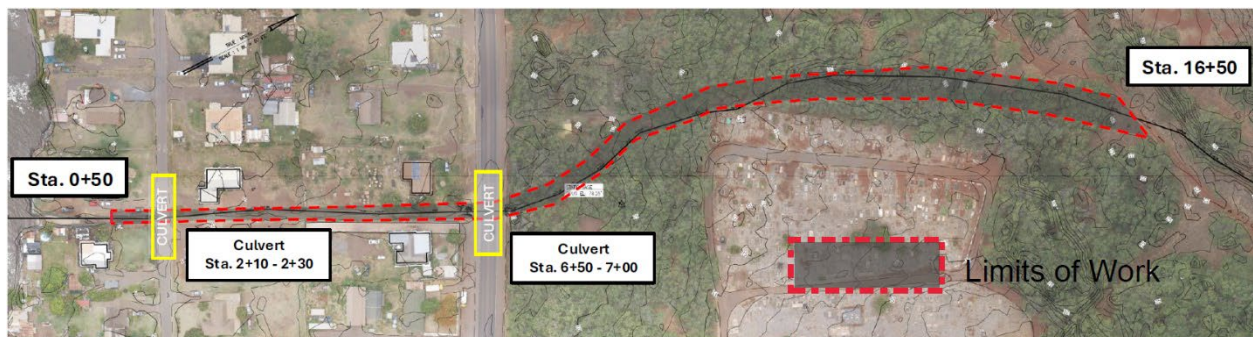 Sta. 16+50
Sta. 0+50
CULVERT
CULVERT
Culvert
Sta. 2+10 - 2+30
Culvert
Sta. 6+50 - 7+00
Limits of Work